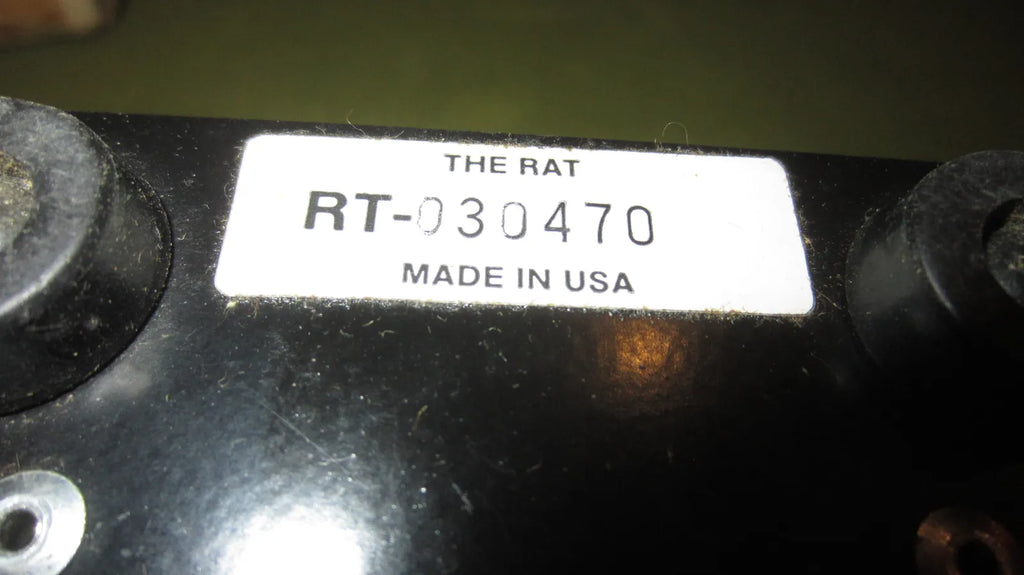 THE RAT
RT-030470
MADE IN USA